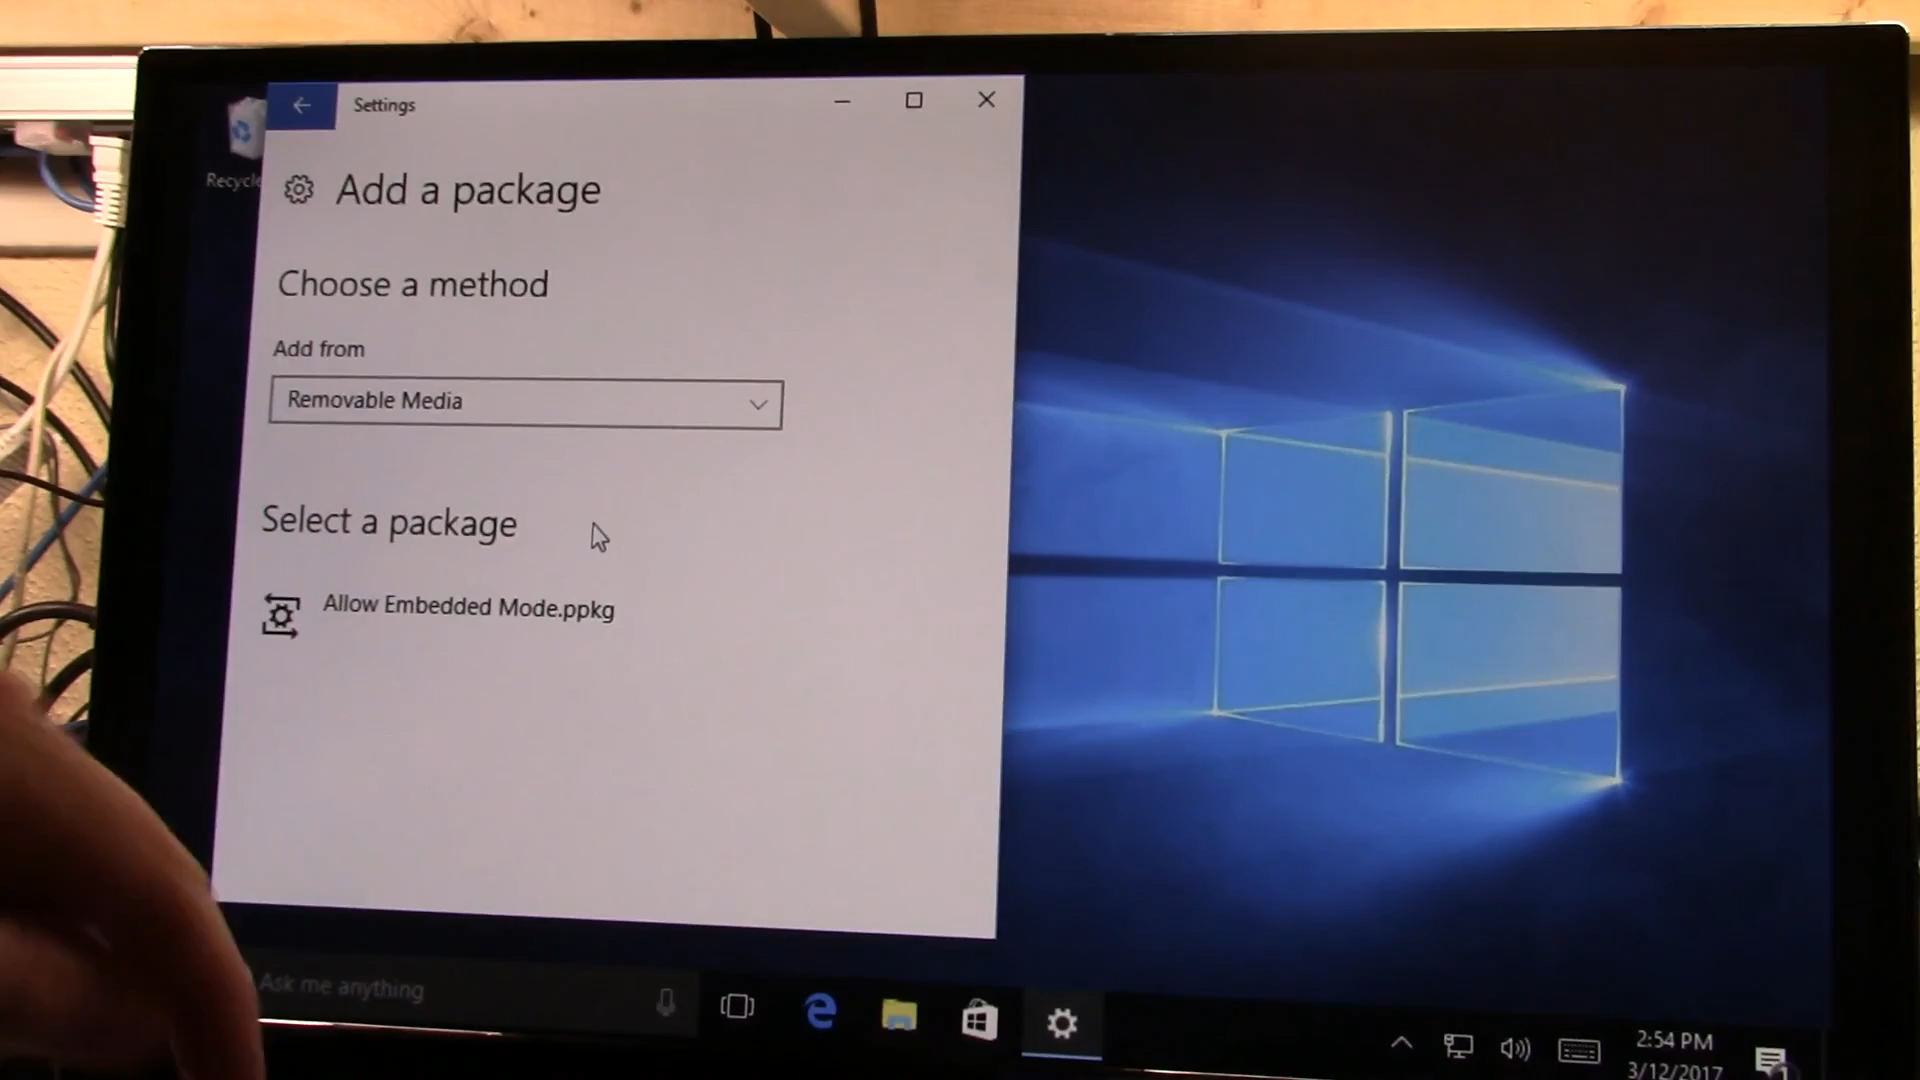 Settings
Recycle
Add a package
Choose a method
Add from
Removable Media
Select a package
Allow Embedded Mode.ppkg
Ask me anything
2:54 PM
3/12/2017
1